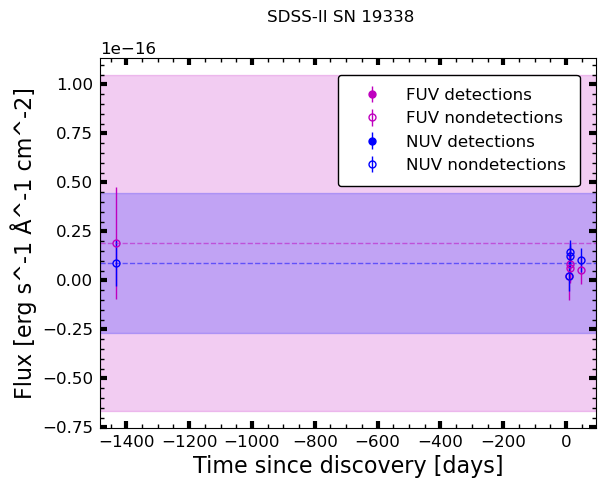 SDSS-II SN 19338
1e−16
FUV detections
FUV nondetections
NUV detections
NUV nondetections
1.00
0.75
0.50
0.25
0.00
−0.25
−0.50
−0.75
Flux [erg s^-1 Å^-1 cm^-2]
−1400 −1200 −1000 −800 −600 −400 −200 0
Time since discovery [days]